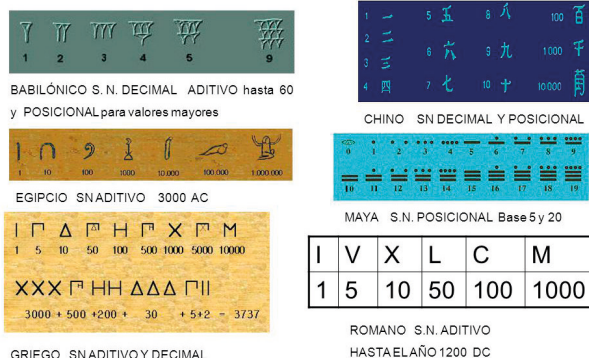 1 2 3 4 5 9
BABILÓNICO S. N. DECIMAL ADITIVO hasta 60
y POSICIONAL para valores mayores
1 10 100 1000 10.000 100.000 1.000.000
EGIPCIO SN ADITIVO 3000 AC
Ι Γ Δ Η Χ Μ
1 5 10 50 100 500 1000 5000 10000
ΧΧΧ ΗΗ ΔΔΔ ΓΙΙ
3000 + 500 +200 + 30 + 5+2 - 3737
GRIEGO SN ADITIVO Y DECIMAL
1 一 5 五 8 八 100 百
2 二
6 六 9 九 1000 千
3 三
4 四 7 七 10 十 10000
CHINO SN DECIMAL Y POSICIONAL
0 1 2 3 4 5 6 7 8 9
10 11 12 13 14 15 16 17 18 19
MAYA S.N. POSICIONAL Base 5 y 20
I V X L C M
1 5 10 50 100 1000
ROMANO S.N. ADITIVO
HASTA EL AÑO 1200 DC